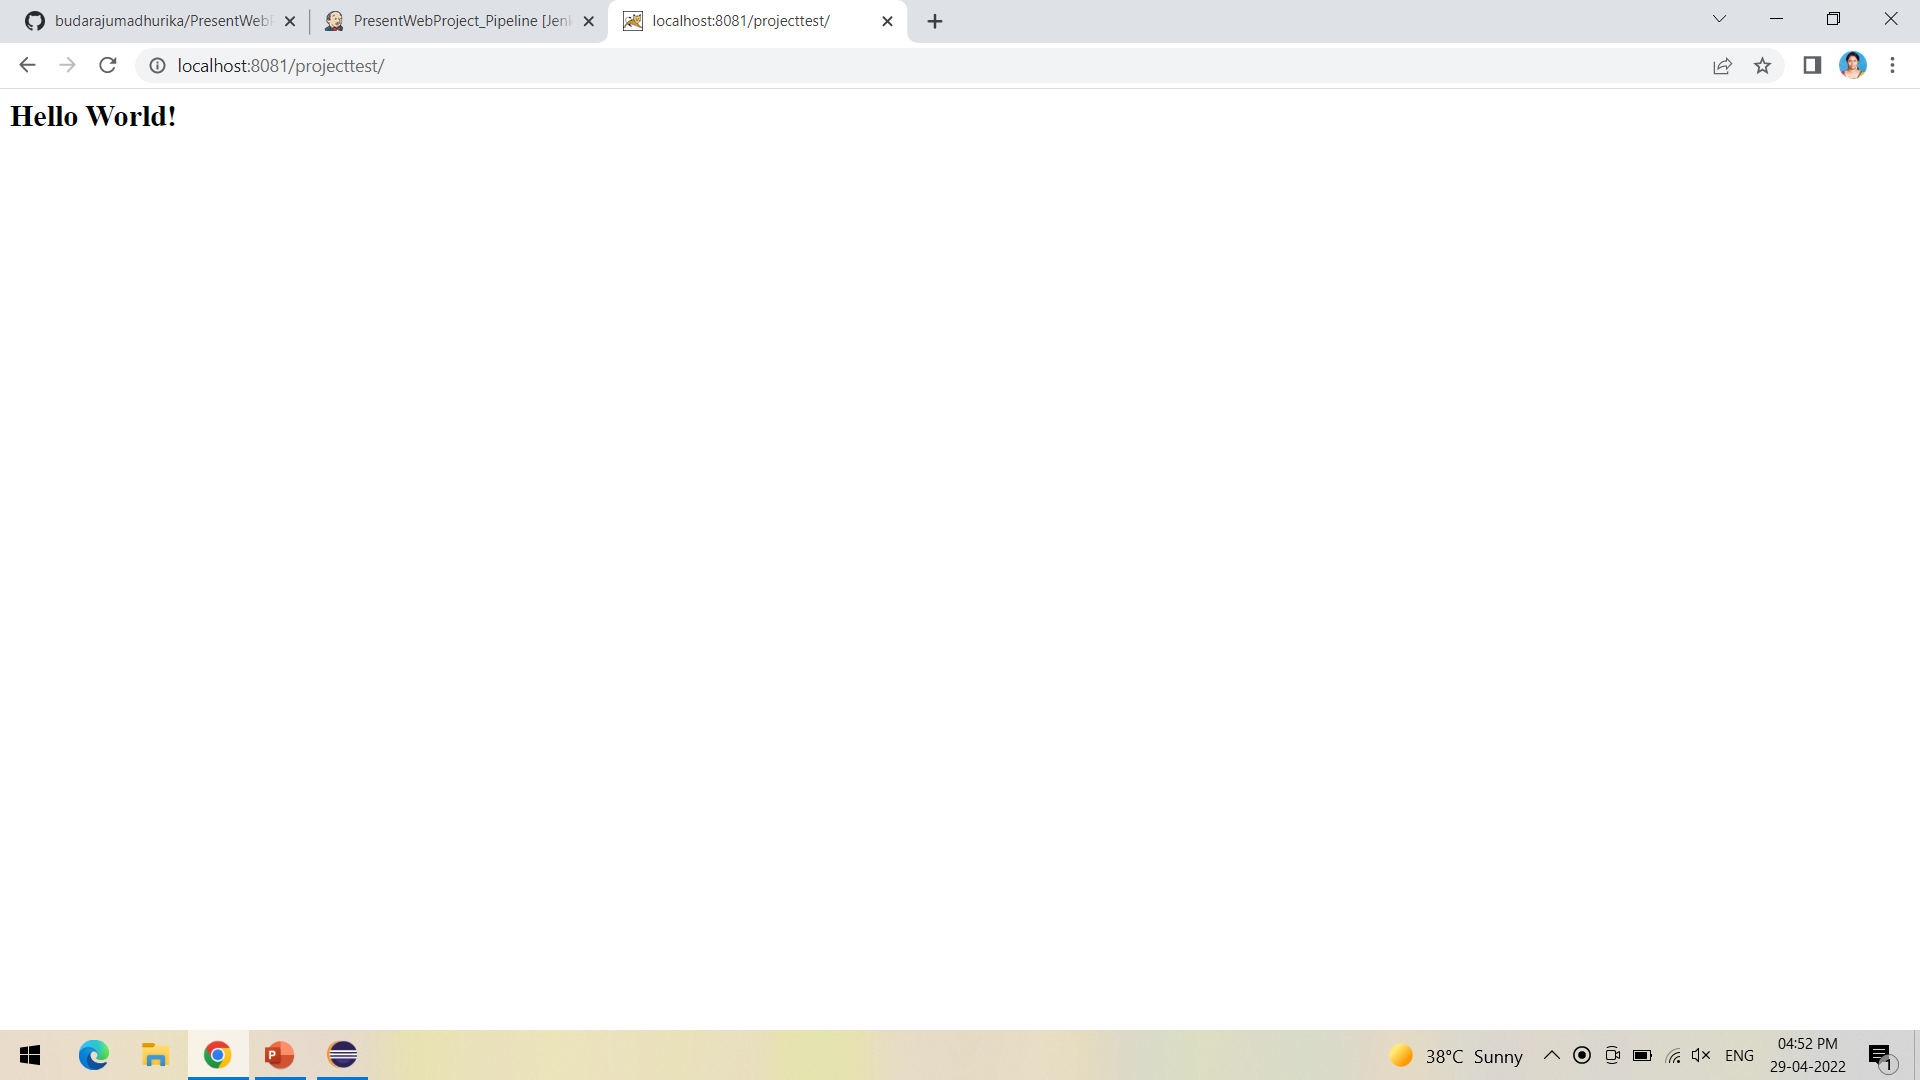 budarajumadhurika/PresentWeb
PresentWebProject_Pipeline [Jen
localhost:8081/projecttest/
localhost:8081/projecttest/
Hello World!
38°C Sunny
ENG
04:52 PM
29-04-2022
1